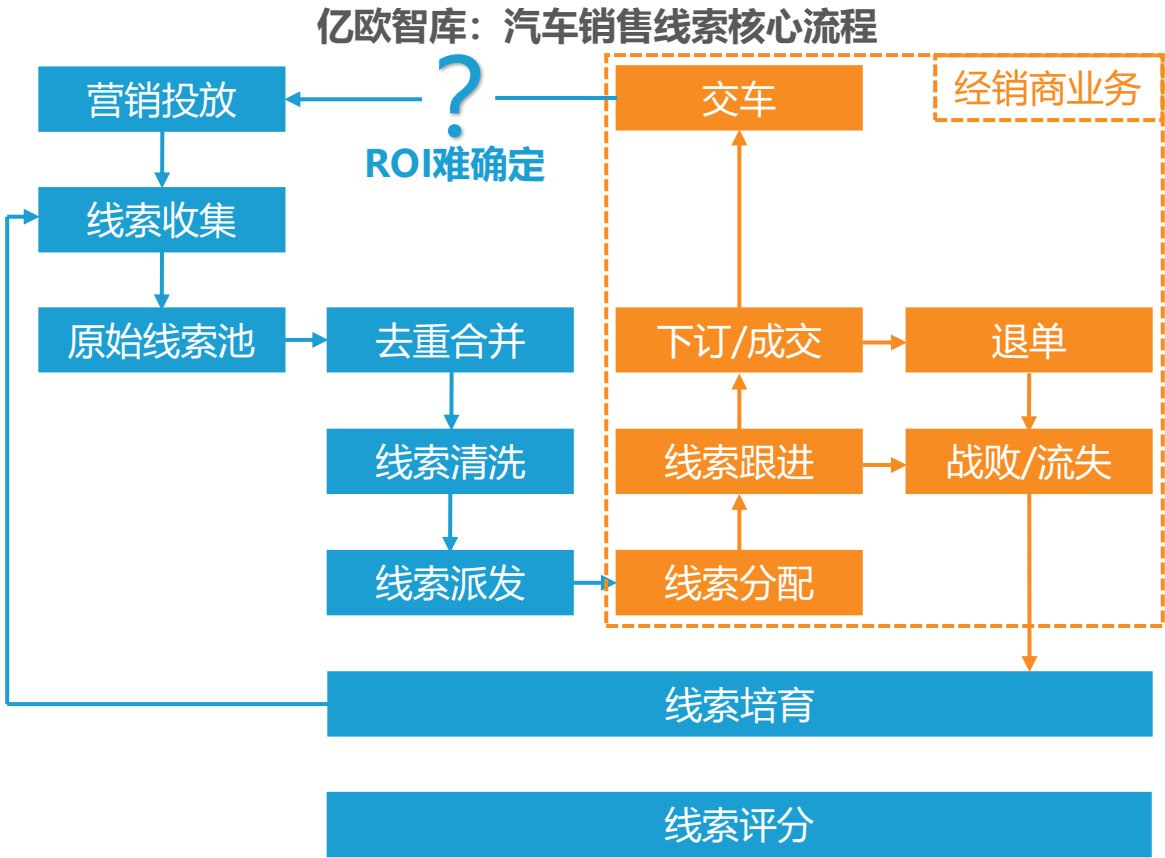 亿欧智库：汽车销售线索核心流程
经销商业务
营销投放
?
ROI难确定
交车
线索收集
原始线索池
去重合并
下订/成交
退单
线索清洗
线索跟进
战败/流失
线索派发
线索分配
线索培育
线索评分